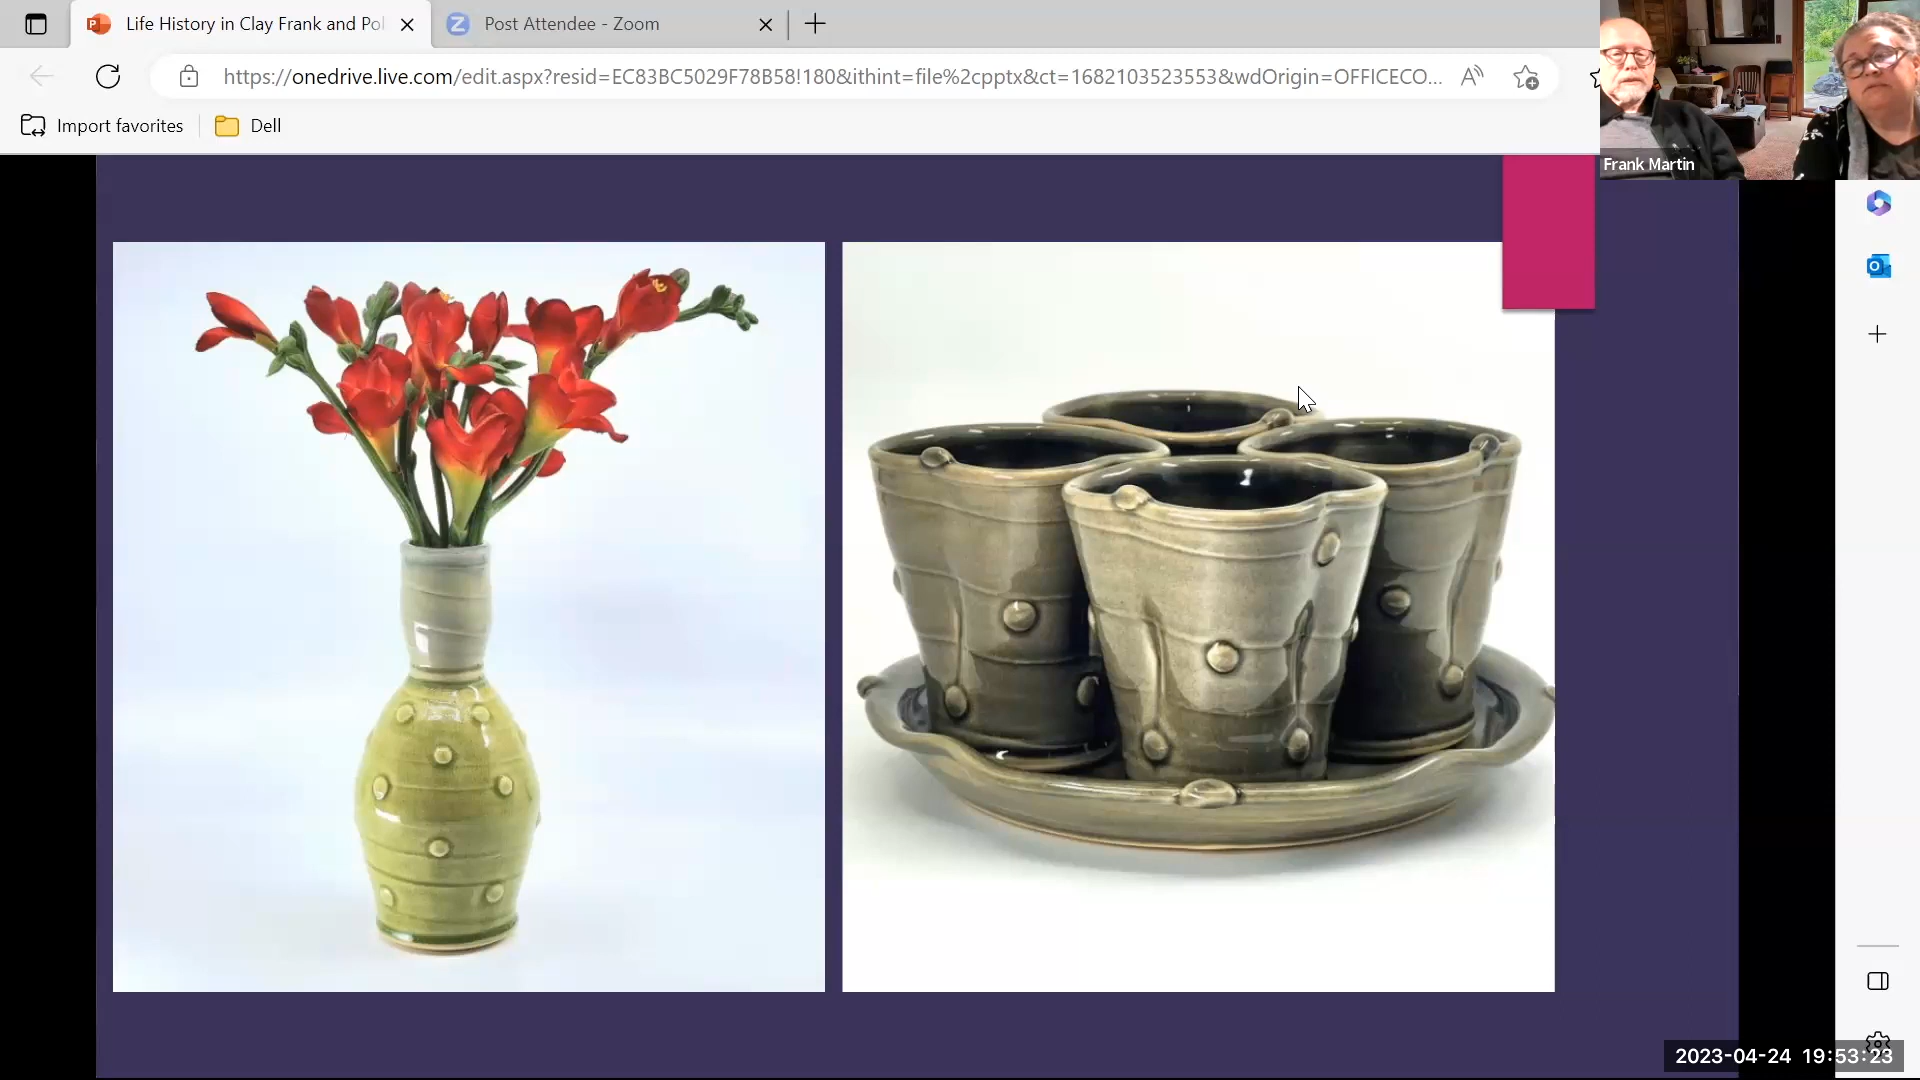 Life History in Clay Frank and Pol
Post Attendee - Zoom
https://onedrive.live.com/edit.aspx?resid=EC83BC5029F78B58!180&ithint=file%2cpptx&ct=1682103523553&wdOrigin=OFFICECO...
Import favorites
Dell
Frank Martin
2023-04-24 19:53:23